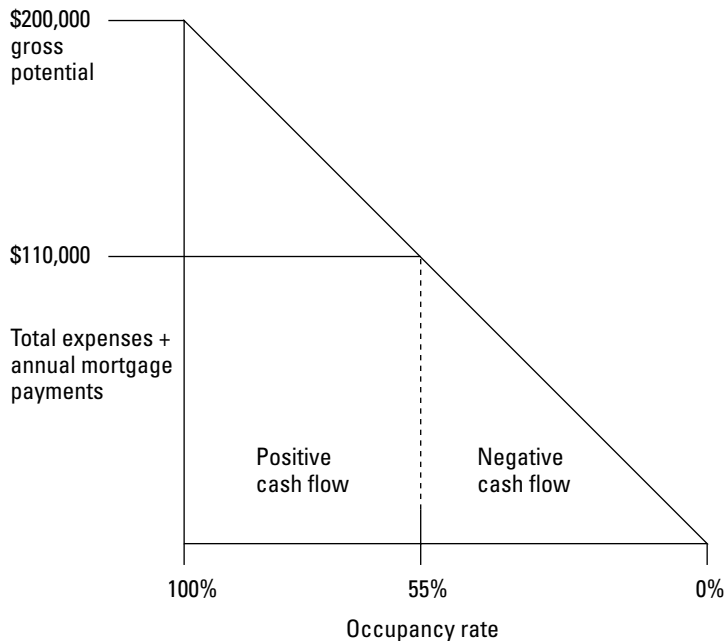 $200,000
gross
potential
$110,000
Total expenses +
annual mortgage
payments
Positive
cash flow
Negative
cash flow
100%
55%
0%
Occupancy rate